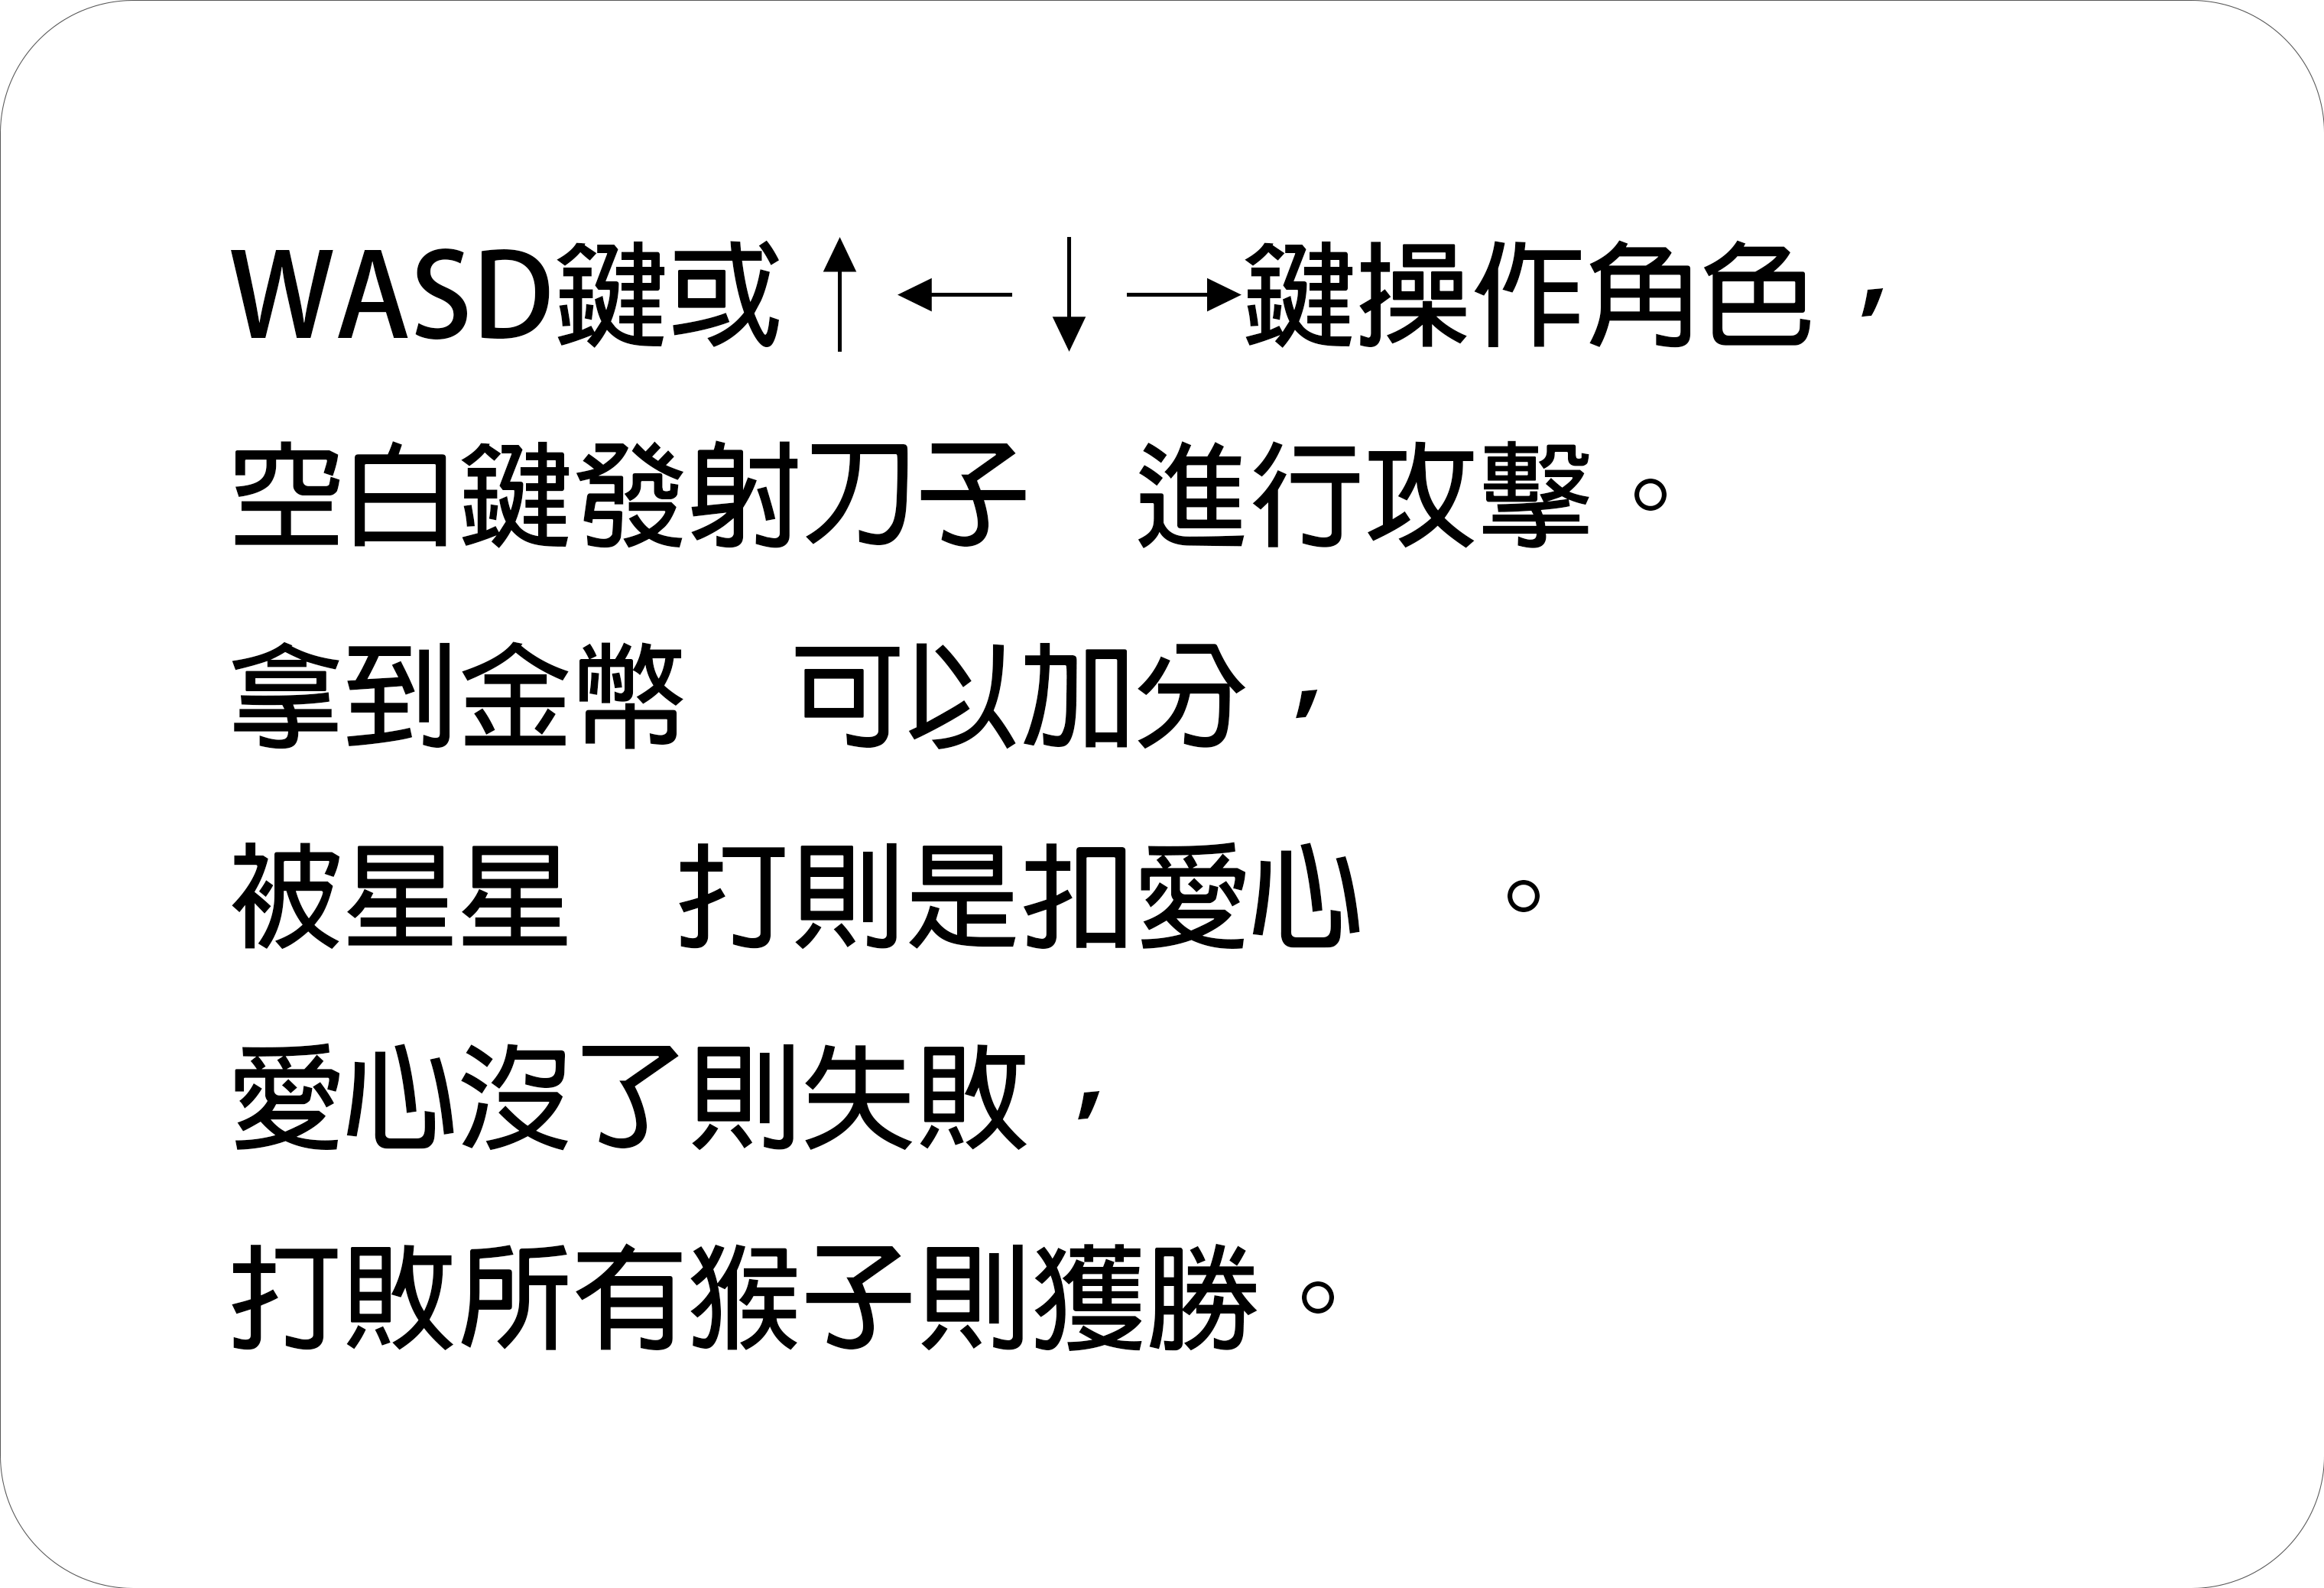 WASD鍵或↑←↓→鍵操作角色，
空白鍵發射刀子 進行攻擊。
拿到金幣 可以加分，
被星星 打則是扣愛心 。
愛心沒了則失敗，
打敗所有猴子則獲勝。